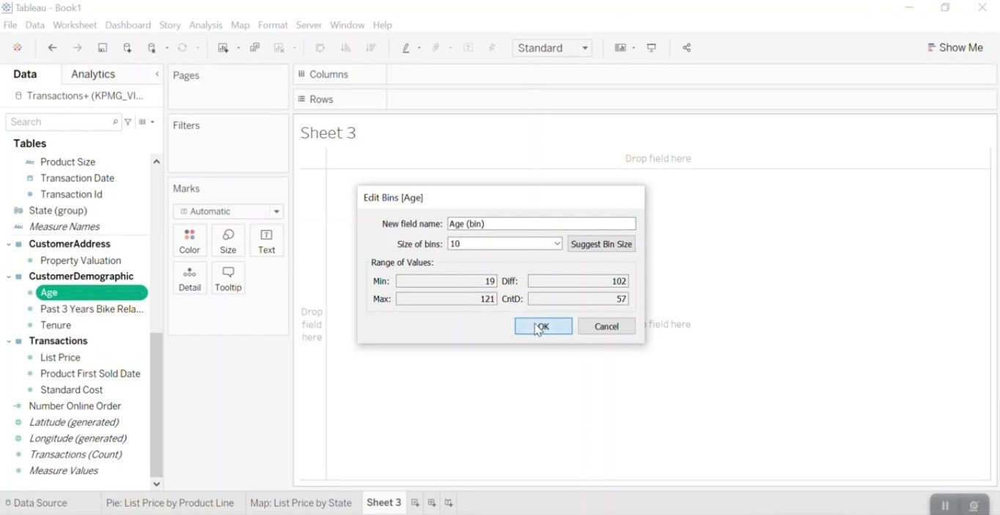 Tableau - Book1
File Data Worksheet Dashboard Story Analysis Map Format Server Window Help
Standard
Show Me
Data Analytics
Transactions+ (KPMG_VI...
Search
Tables
Abc Product Size
Transaction Date
Transaction Id
State (group)
Abc Measure Names
CustomerAddress
Property Valuation
CustomerDemographic
Age
Past 3 Years Bike Rela...
Tenure
Transactions
List Price
Product First Sold Date
Standard Cost
Number Online Order
Latitude (generated)
Longitude (generated)
Transactions (Count)
Measure Values
Pages
Filters
Marks
Automatic
Color Size Text
Detail Tooltip
Columns
Rows
Sheet 3
Drop field here
Drop
field
here
field here
Edit Bins [Age]
New field name: Age (bin)
Size of bins: 10 Suggest Bin Size
Range of Values:
Min: 19 Diff: 102
Max: 121 CntD: 57
OK Cancel
Data Source Pie: List Price by Product Line Map: List Price by State Sheet 3